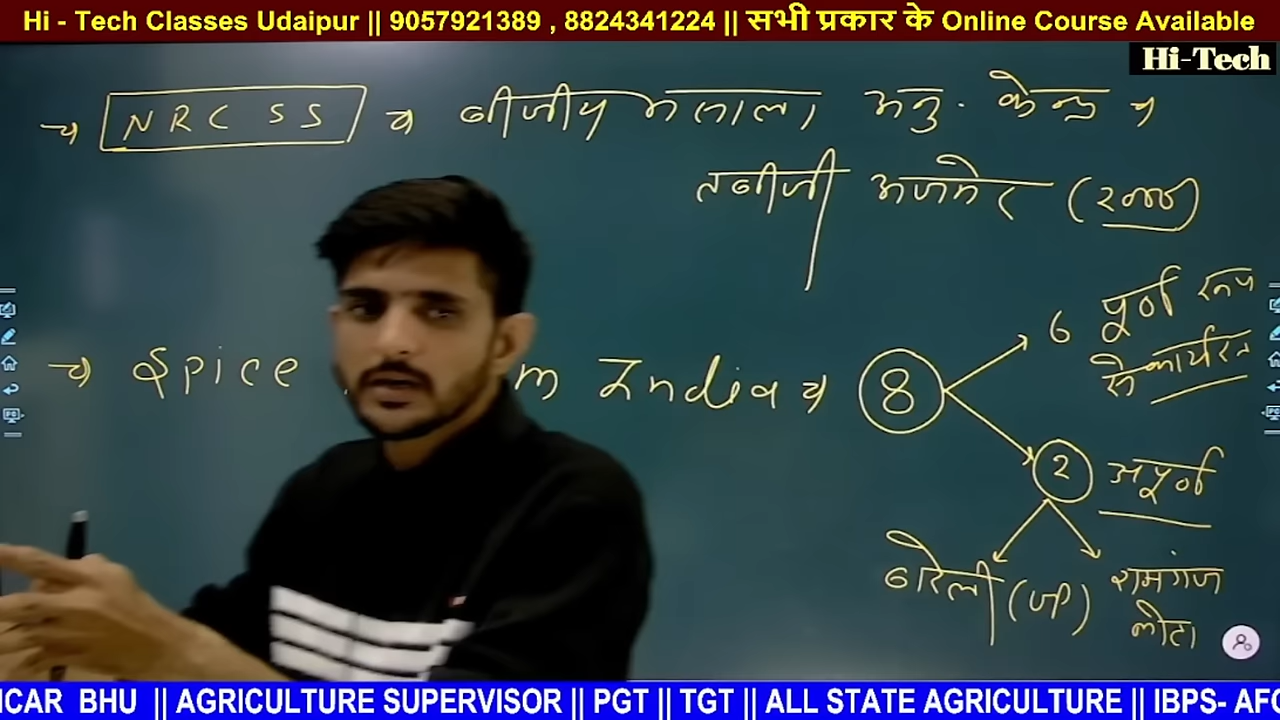 Hi - Tech Classes Udaipur || 9057921389 , 8824341224 || सभी प्रकार के Online Course Available
Hi-Tech
→ NRC SS → बीजीय मसाला अनु. केन्द्र →
तबीजी अजमेर (2000)
→ Spice m India → 8
6 पूर्ण रूप
से कार्यरत
2 अपूर्ण
बरेली (UP) रामगंज
कोटा
ICAR BHU || AGRICULTURE SUPERVISOR || PGT || TGT || ALL STATE AGRICULTURE || IBPS- AFO